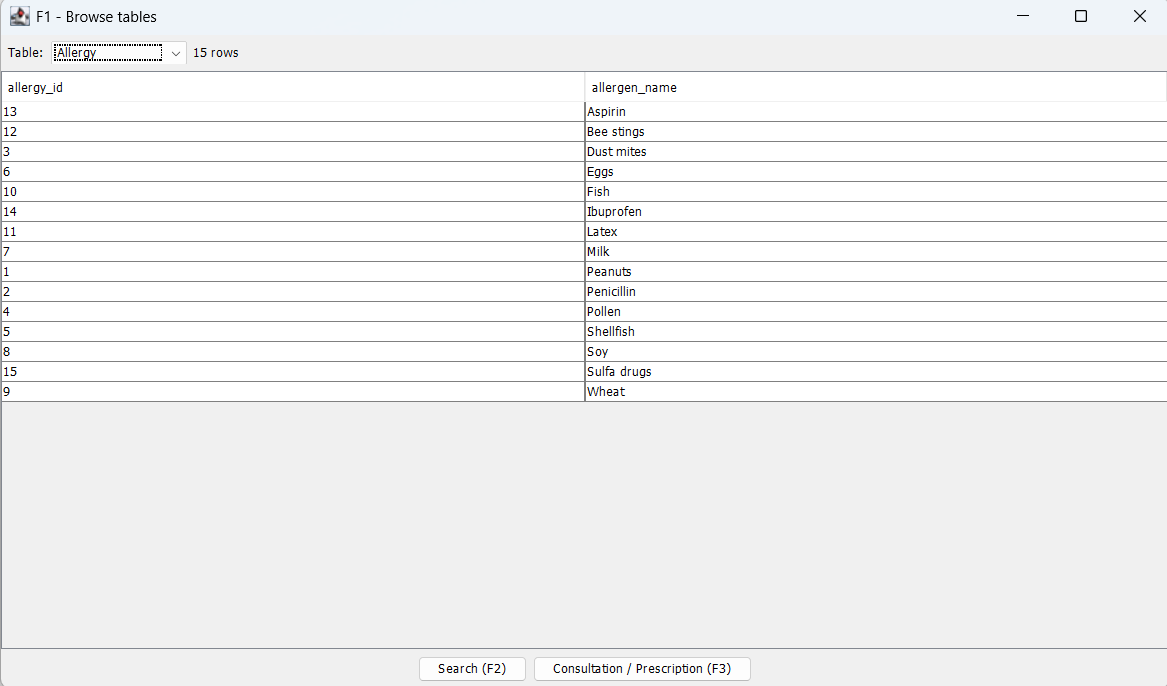 F1 - Browse tables
Table: Allergy 15 rows
allergy_id allergen_name
13 Aspirin
12 Bee stings
3 Dust mites
6 Eggs
10 Fish
14 Ibuprofen
11 Latex
7 Milk
1 Peanuts
2 Penicillin
4 Pollen
5 Shellfish
8 Soy
15 Sulfa drugs
9 Wheat
Search (F2) Consultation / Prescription (F3)